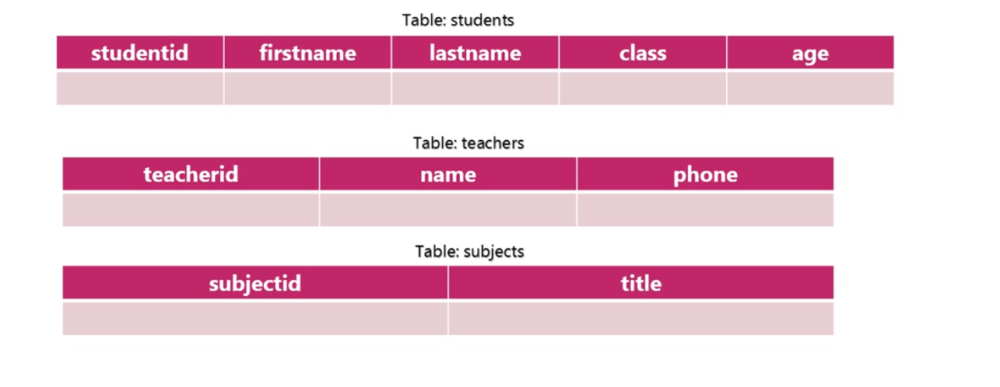 Table: students
studentid firstname lastname class age
Table: teachers
teacherid name phone
Table: subjects
subjectid title